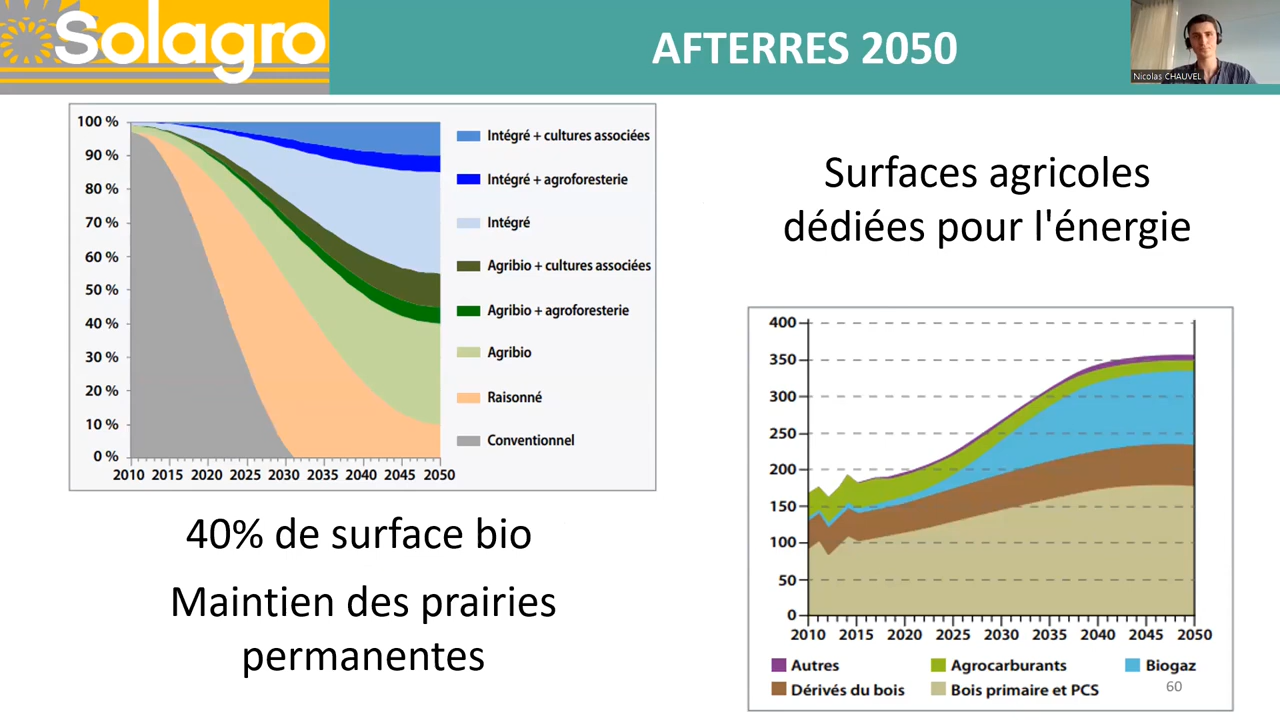 Solagro
AFTERRES 2050
Nicolas CHAUVEL
100 %
90 %
80 %
70 %
60 %
50 %
40 %
30 %
20 %
10 %
0 %
2010 2015 2020 2025 2030 2035 2040 2045 2050
Intégré + cultures associées
Intégré + agroforesterie
Intégré
Agribio + cultures associées
Agribio + agroforesterie
Agribio
Raisonné
Conventionnel
40% de surface bio
Maintien des prairies
permanentes
Surfaces agricoles
dédiées pour l'énergie
400
350
300
250
200
150
100
50
0
2010 2015 2020 2025 2030 2035 2040 2045 2050
Autres Agrocarburants Biogaz
Dérivés du bois Bois primaire et PCS
60